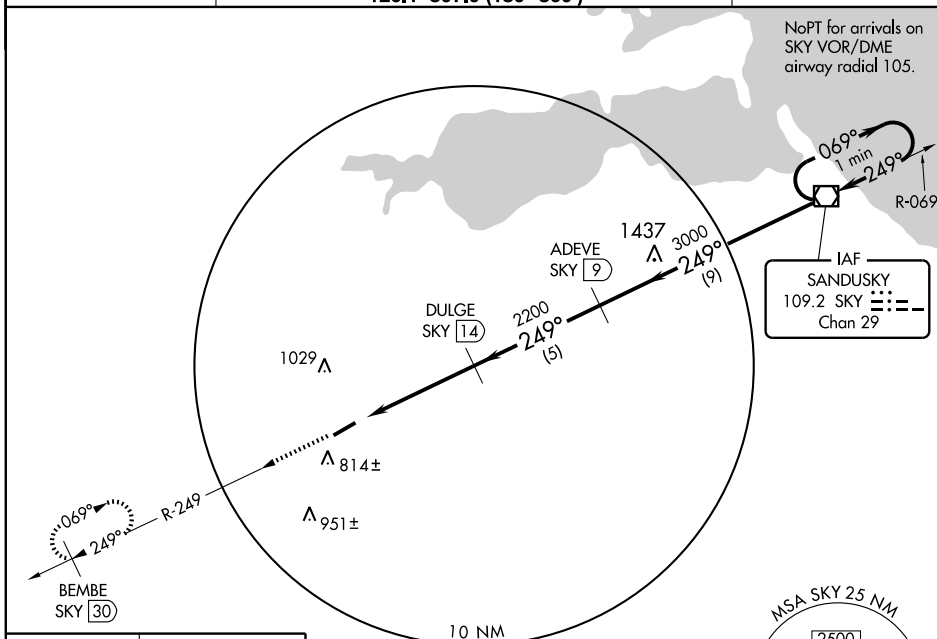 NoPT for arrivals on
SKY VOR/DME
airway radial 105.
069°
1 min
249°
R-069
1437
3000
249°
(9)
ADEVE
SKY 9
IAF
SANDUSKY
109.2 SKY
Chan 29
DULGE
SKY 14
2200
249°
(5)
1029
814±
951±
R-249
069°
249°
BEMBE
SKY 30
10 NM
MSA SKY 25 NM
2500